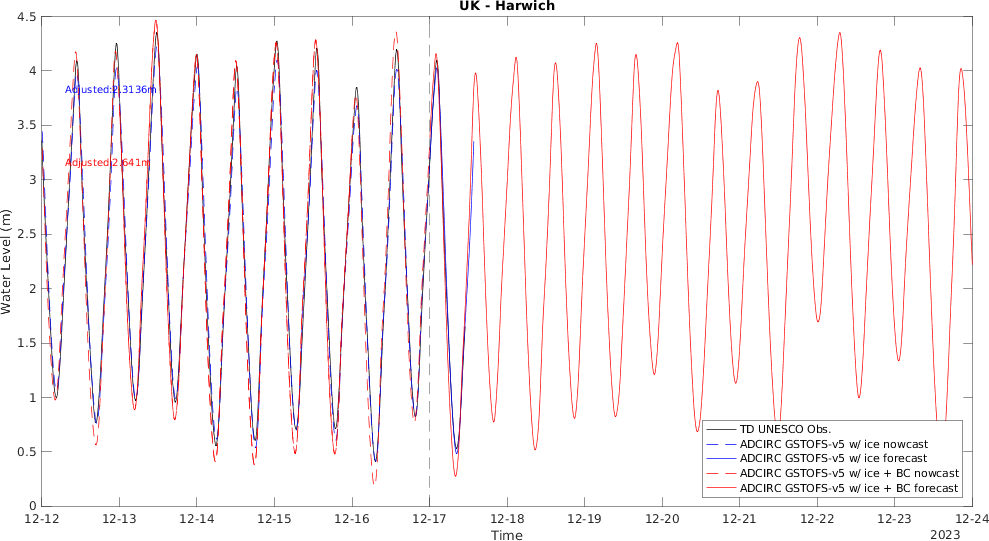 UK - Harwich
4.5
4
3.5
3
2.5
2
1.5
1
0.5
0
Water Level (m)
Adjusted:2.3136m
Adjusted:2.641m
TD UNESCO Obs.
ADCIRC GSTOFS-v5 w/ ice nowcast
ADCIRC GSTOFS-v5 w/ ice forecast
ADCIRC GSTOFS-v5 w/ ice + BC nowcast
ADCIRC GSTOFS-v5 w/ ice + BC forecast
12-12 12-13 12-14 12-15 12-16 12-17 12-18 12-19 12-20 12-21 12-22 12-23 12-24
Time
2023